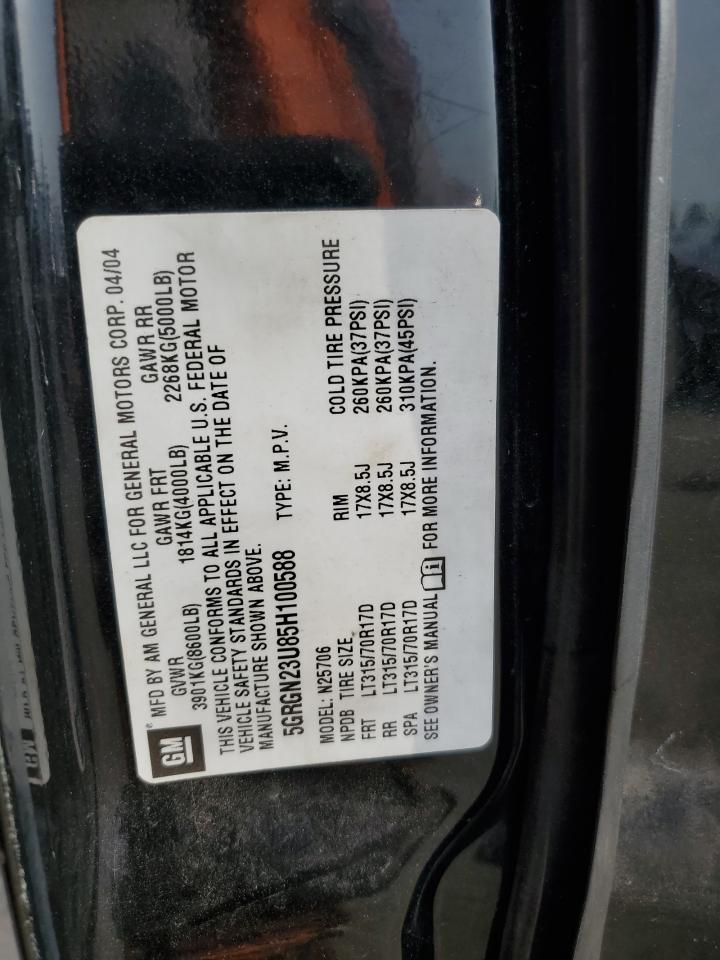 GM
MFD BY AM GENERAL LLC FOR GENERAL MOTORS CORP. 04/04
GVWR GAWR FRT GAWR RR
3901KG(8600LB) 1814KG(4000LB) 2268KG(5000LB)
THIS VEHICLE CONFORMS TO ALL APPLICABLE U.S. FEDERAL MOTOR
VEHICLE SAFETY STANDARDS IN EFFECT ON THE DATE OF
MANUFACTURE SHOWN ABOVE.
5GRGN23U85H100588 TYPE: M.P.V.
MODEL: N25706
NPDB TIRE SIZE RIM COLD TIRE PRESSURE
FRT LT315/70R17D 17X8.5J 260KPA(37PSI)
RR LT315/70R17D 17X8.5J 260KPA(37PSI)
SPA LT315/70R17D 17X8.5J 310KPA(45PSI)
SEE OWNER'S MANUAL FOR MORE INFORMATION.
GM